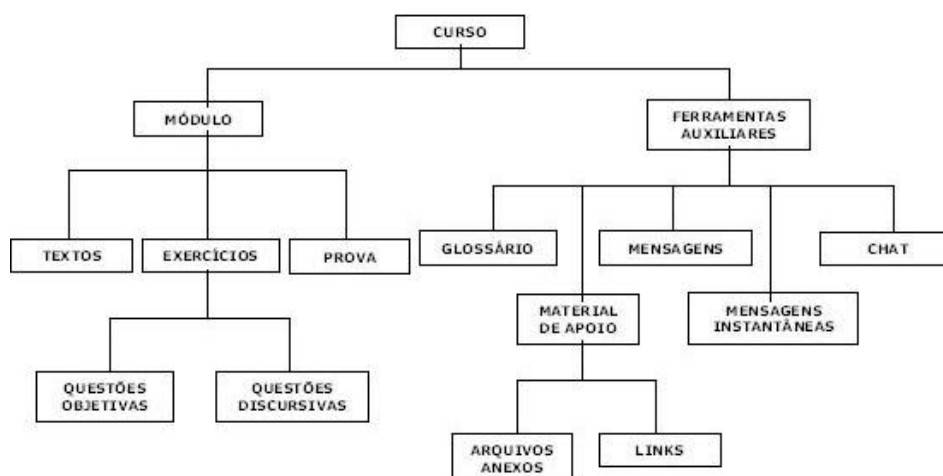 CURSO
MÓDULO
FERRAMENTAS
AUXILIARES
TEXTOS
EXERCÍCIOS
PROVA
GLOSSÁRIO
MENSAGENS
CHAT
MATERIAL
DE APOIO
MENSAGENS
INSTANTÂNEAS
QUESTÕES
OBJETIVAS
QUESTÕES
DISCURSIVAS
ARQUIVOS
ANEXOS
LINKS